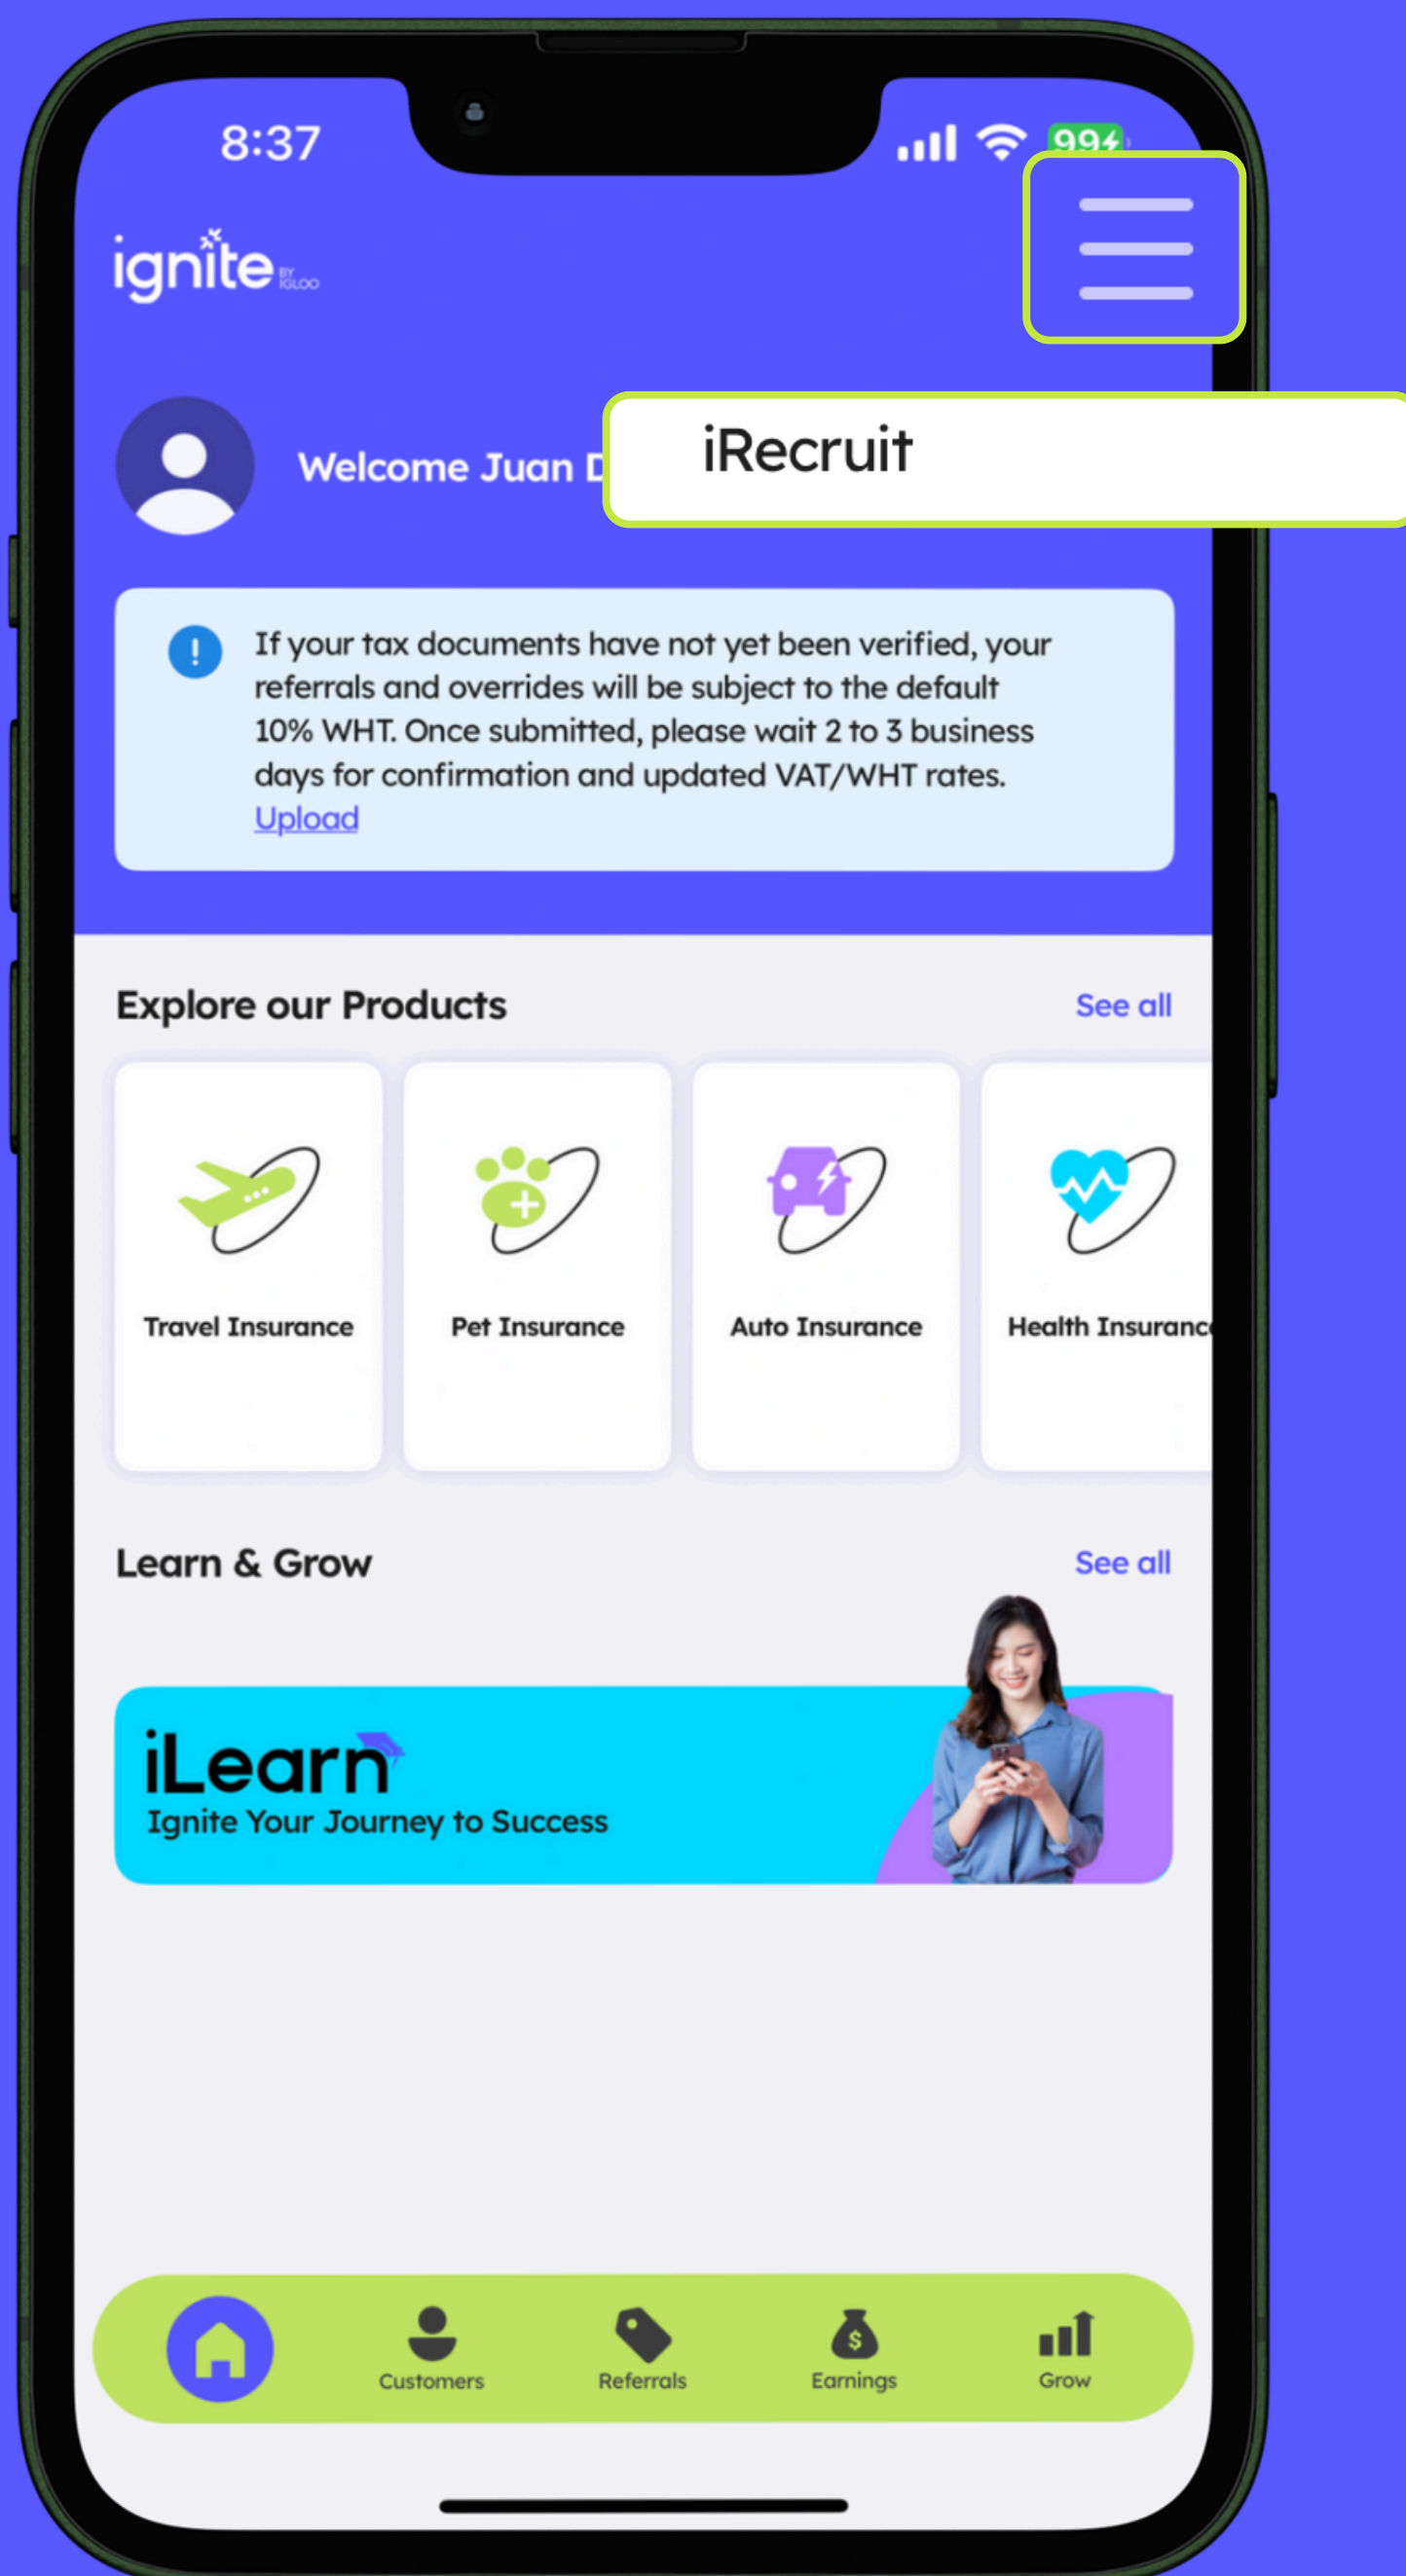 8:37
99
ignite BY IGLOO
iRecruit
Welcome Juan D
If your tax documents have not yet been verified, your
referrals and overrides will be subject to the default
10% WHT. Once submitted, please wait 2 to 3 business
days for confirmation and updated VAT/WHT rates.
Upload
Explore our Products See all
Travel Insurance Pet Insurance Auto Insurance Health Insuranc
Learn & Grow See all
iLearn
Ignite Your Journey to Success
Customers Referrals Earnings Grow